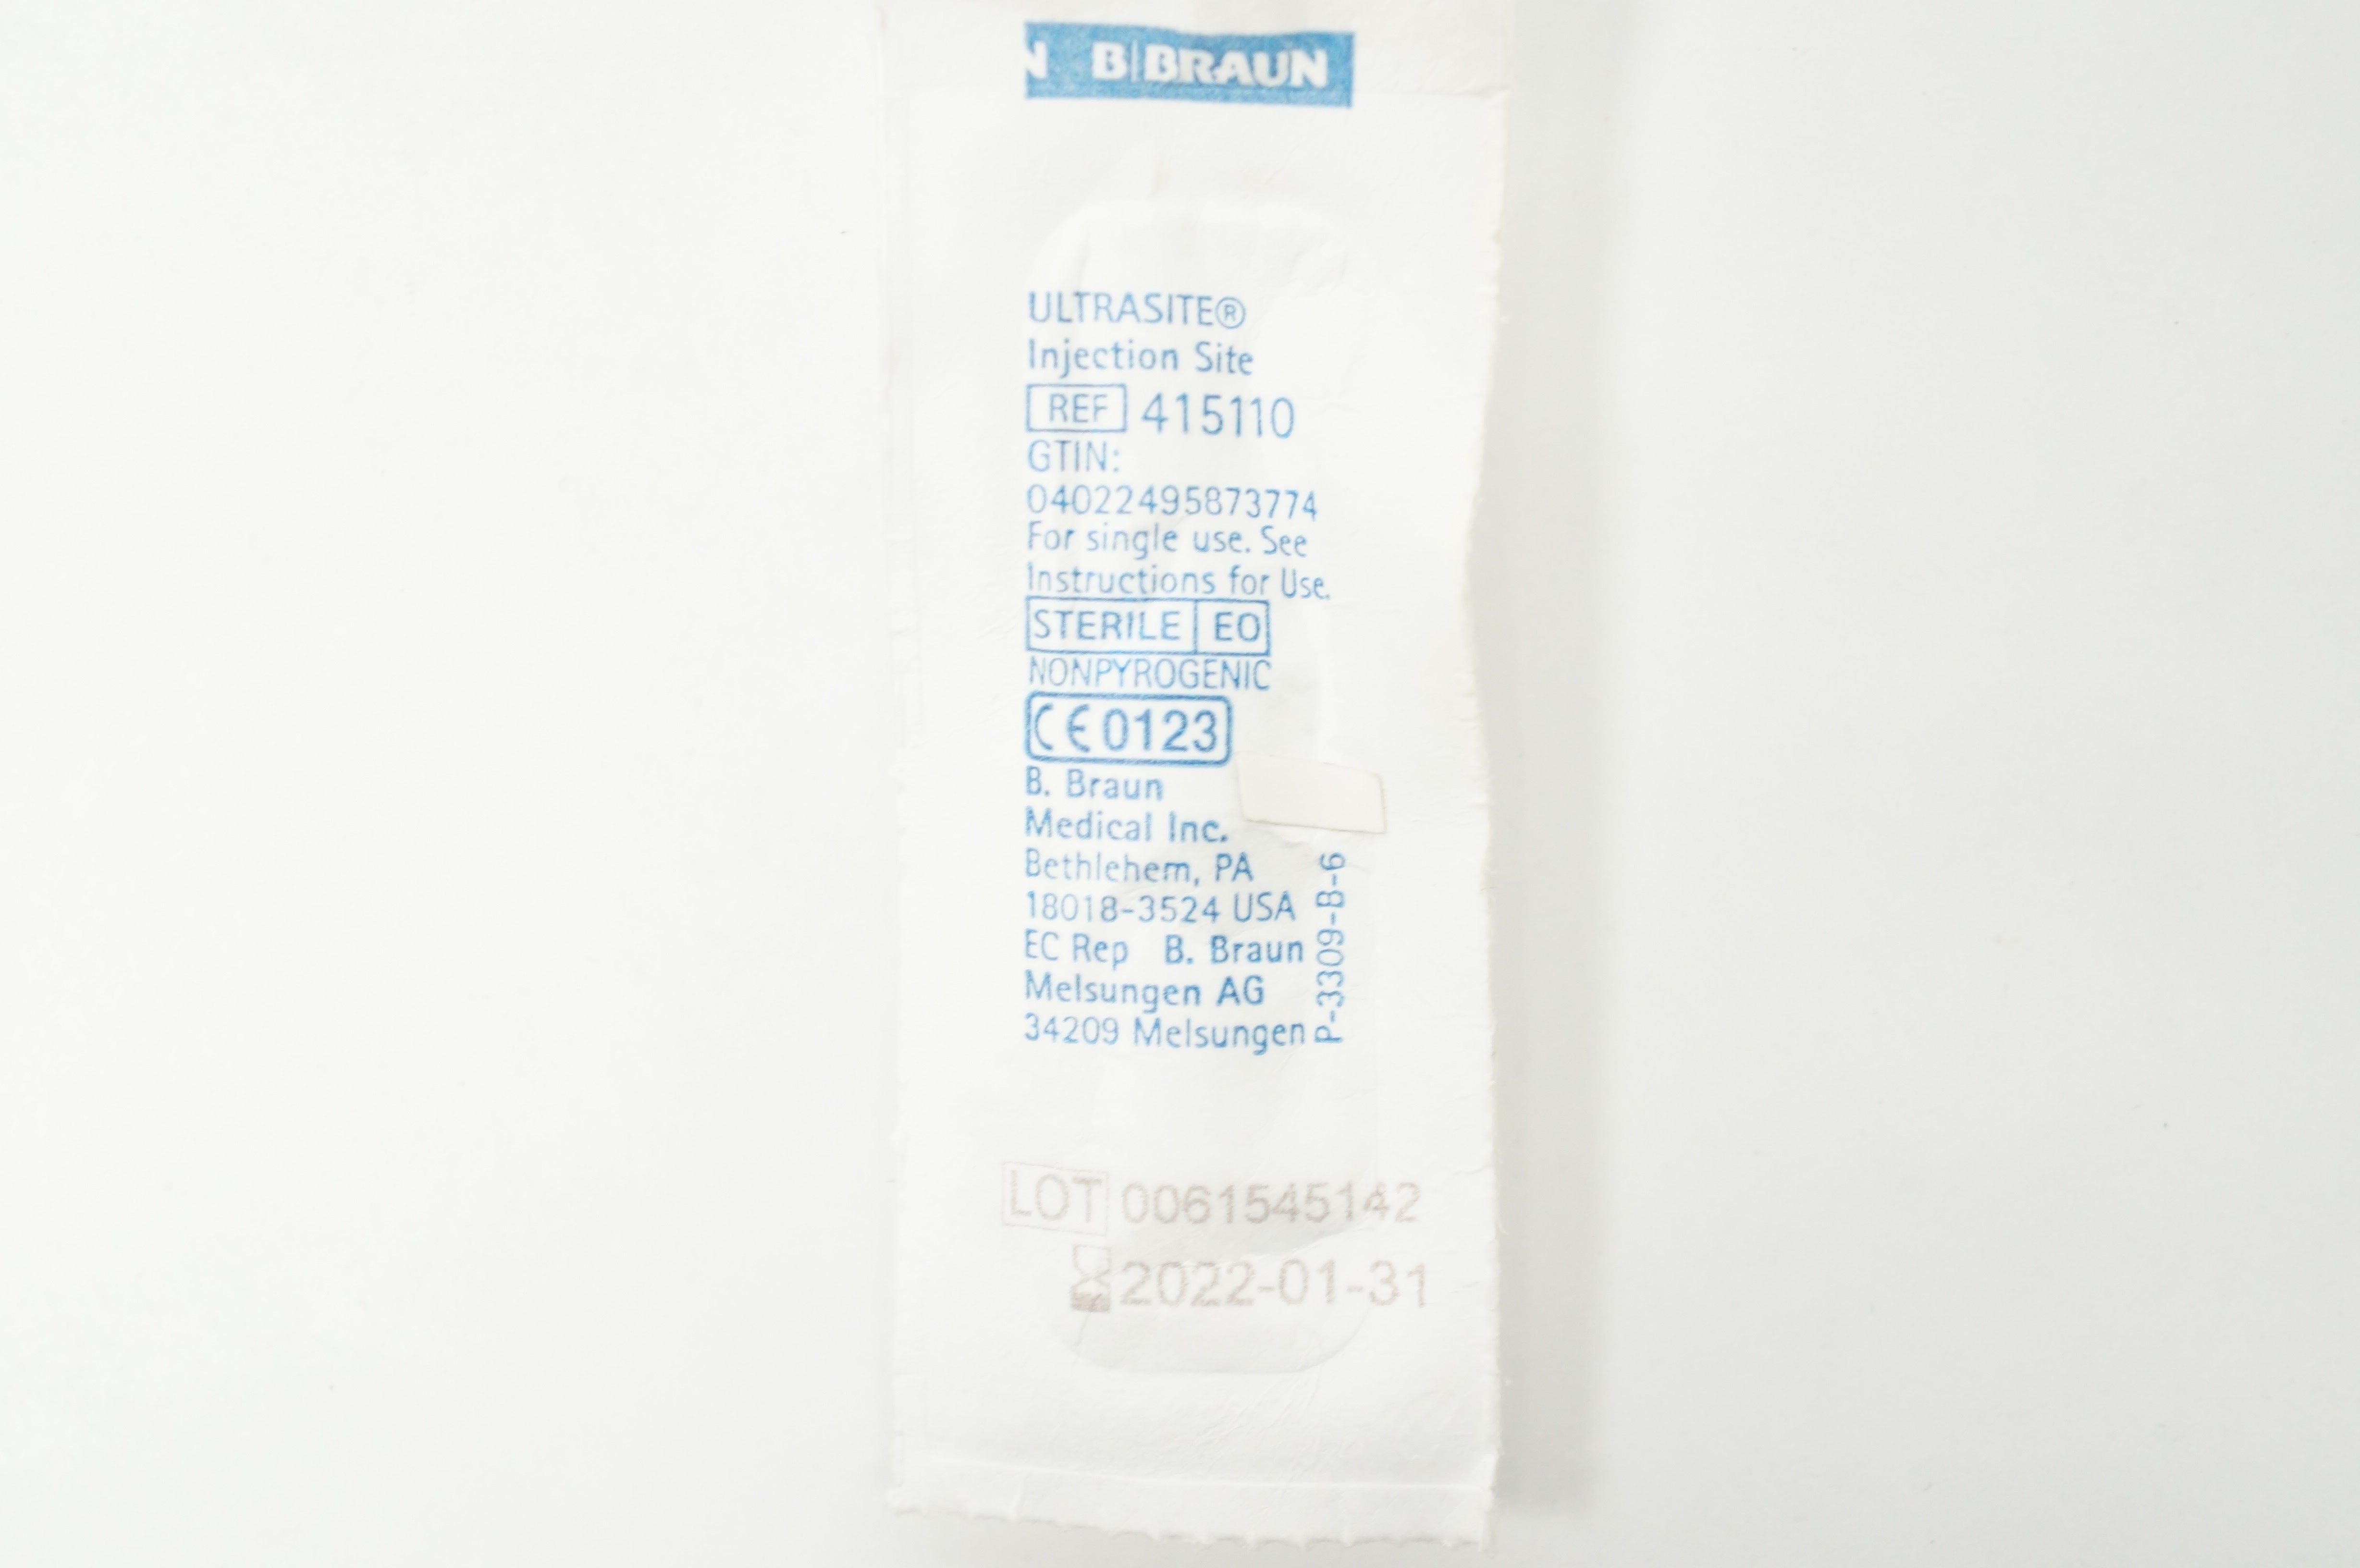 N B|BRAUN
ULTRASITE®
Injection Site
REF 415110
GTIN:
04022495873774
For single use. See
Instructions for Use.
STERILE EO
NONPYROGENIC
CE 0123
B. Braun
Medical Inc.
Bethlehem, PA
18018-3524 USA
EC Rep B. Braun
Melsungen AG
34209 Melsungen
P-3309-B-6
LOT 0061545142
2022-01-31